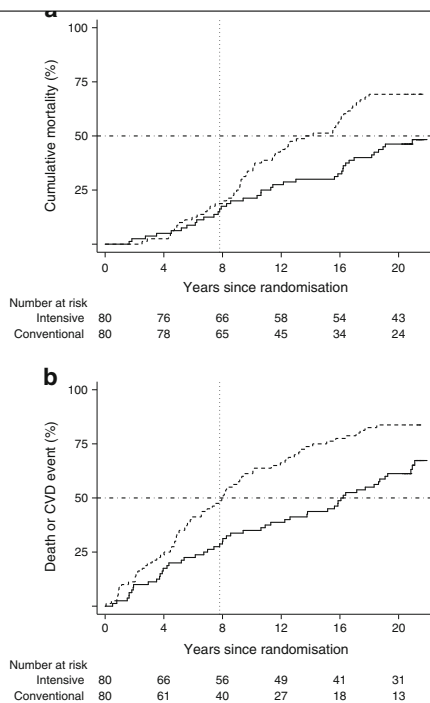 a
100
75
50
25
Cumulative mortality (%)
0 4 8 12 16 20
Years since randomisation
Number at risk
Intensive 80 76 66 58 54 43
Conventional 80 78 65 45 34 24
b
100
75
50
25
Death or CVD event (%)
0 4 8 12 16 20
Years since randomisation
Number at risk
Intensive 80 66 56 49 41 31
Conventional 80 61 40 27 18 13